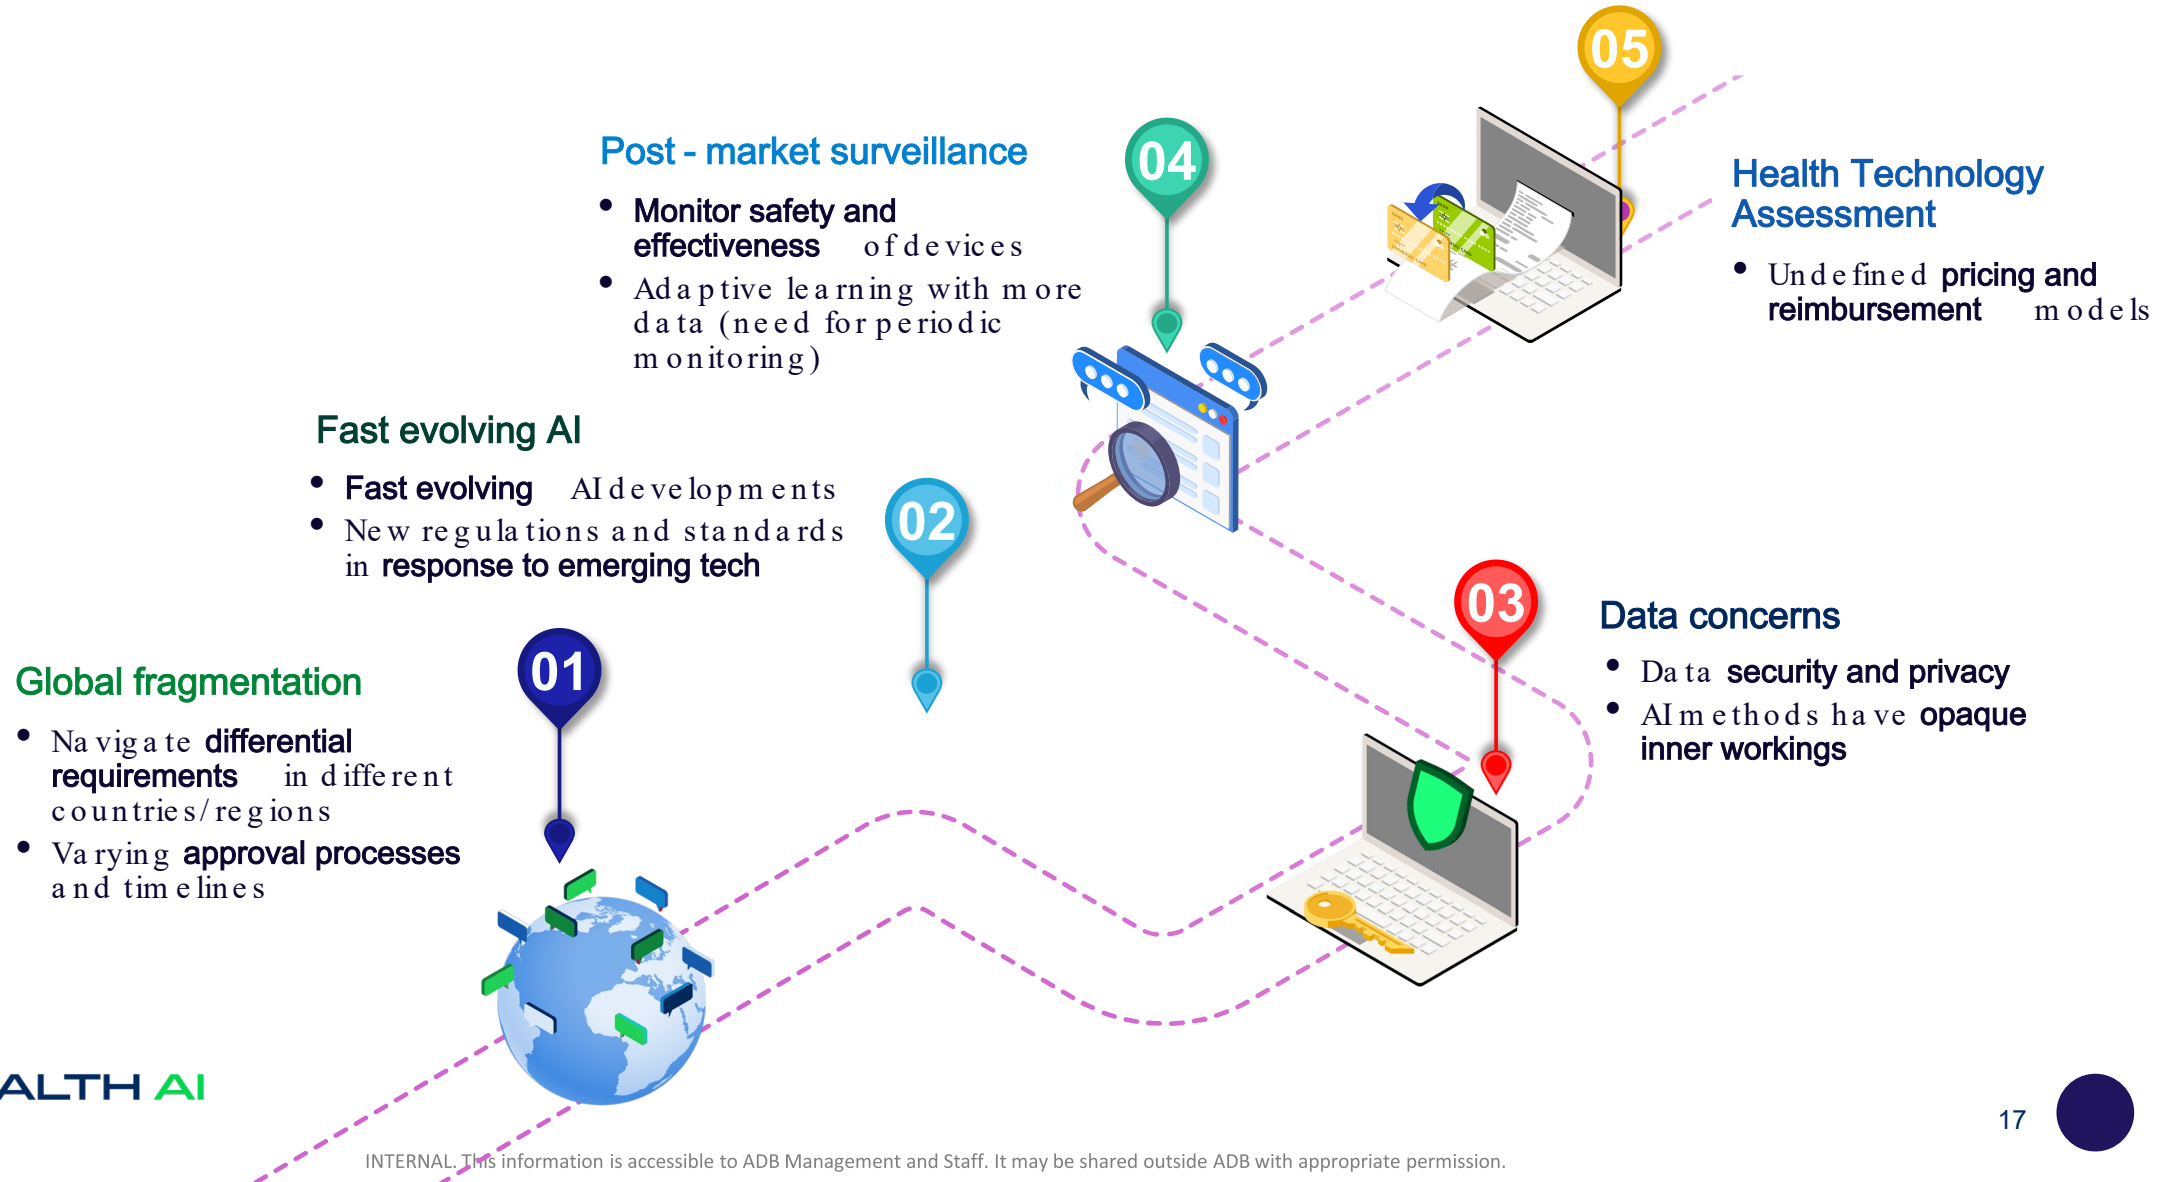 05
04
Post - market surveillance
• Monitor safety and
effectiveness of devices
• Adaptive learning with more
data (need for periodic
monitoring)
Health Technology
Assessment
• Undefined pricing and
reimbursement models
Fast evolving AI
• Fast evolving AI developments
• New regulations and standards
in response to emerging tech
02
03
Data concerns
• Data security and privacy
• AI methods have opaque
inner workings
01
Global fragmentation
• Navigate differential
requirements in different
countries/regions
• Varying approval processes
and timelines
ALTH AI
17
INTERNAL. This information is accessible to ADB Management and Staff. It may be shared outside ADB with appropriate permission.